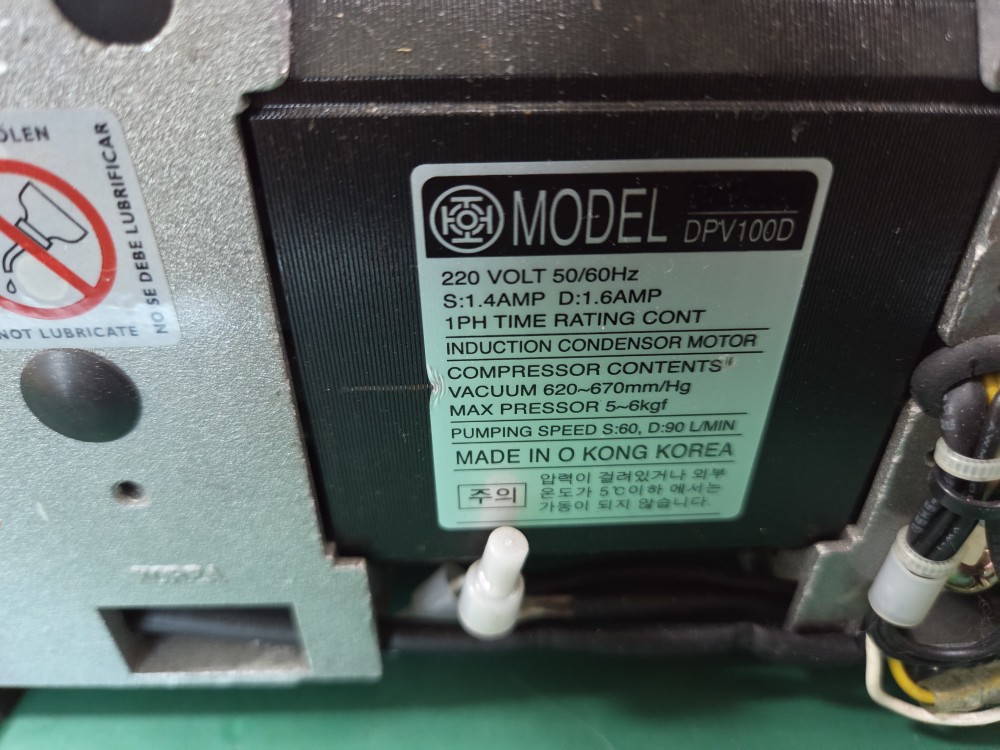 ÖLEN
NO SE DEBE LUBRIFICAR
NOT LUBRICATE
MODEL DPV100D
220 VOLT 50/60Hz
S:1.4AMP D:1.6AMP
1PH TIME RATING CONT
INDUCTION CONDENSOR MOTOR
COMPRESSOR CONTENTS"
VACUUM 620~670mm/Hg
MAX PRESSOR 5~6kgf
PUMPING SPEED S:60, D:90 L/MIN
MADE IN O KONG KOREA
주의
압력이 걸려있거나 외부
온도가 5℃이하 에서는
가동이 되지 않습니다.